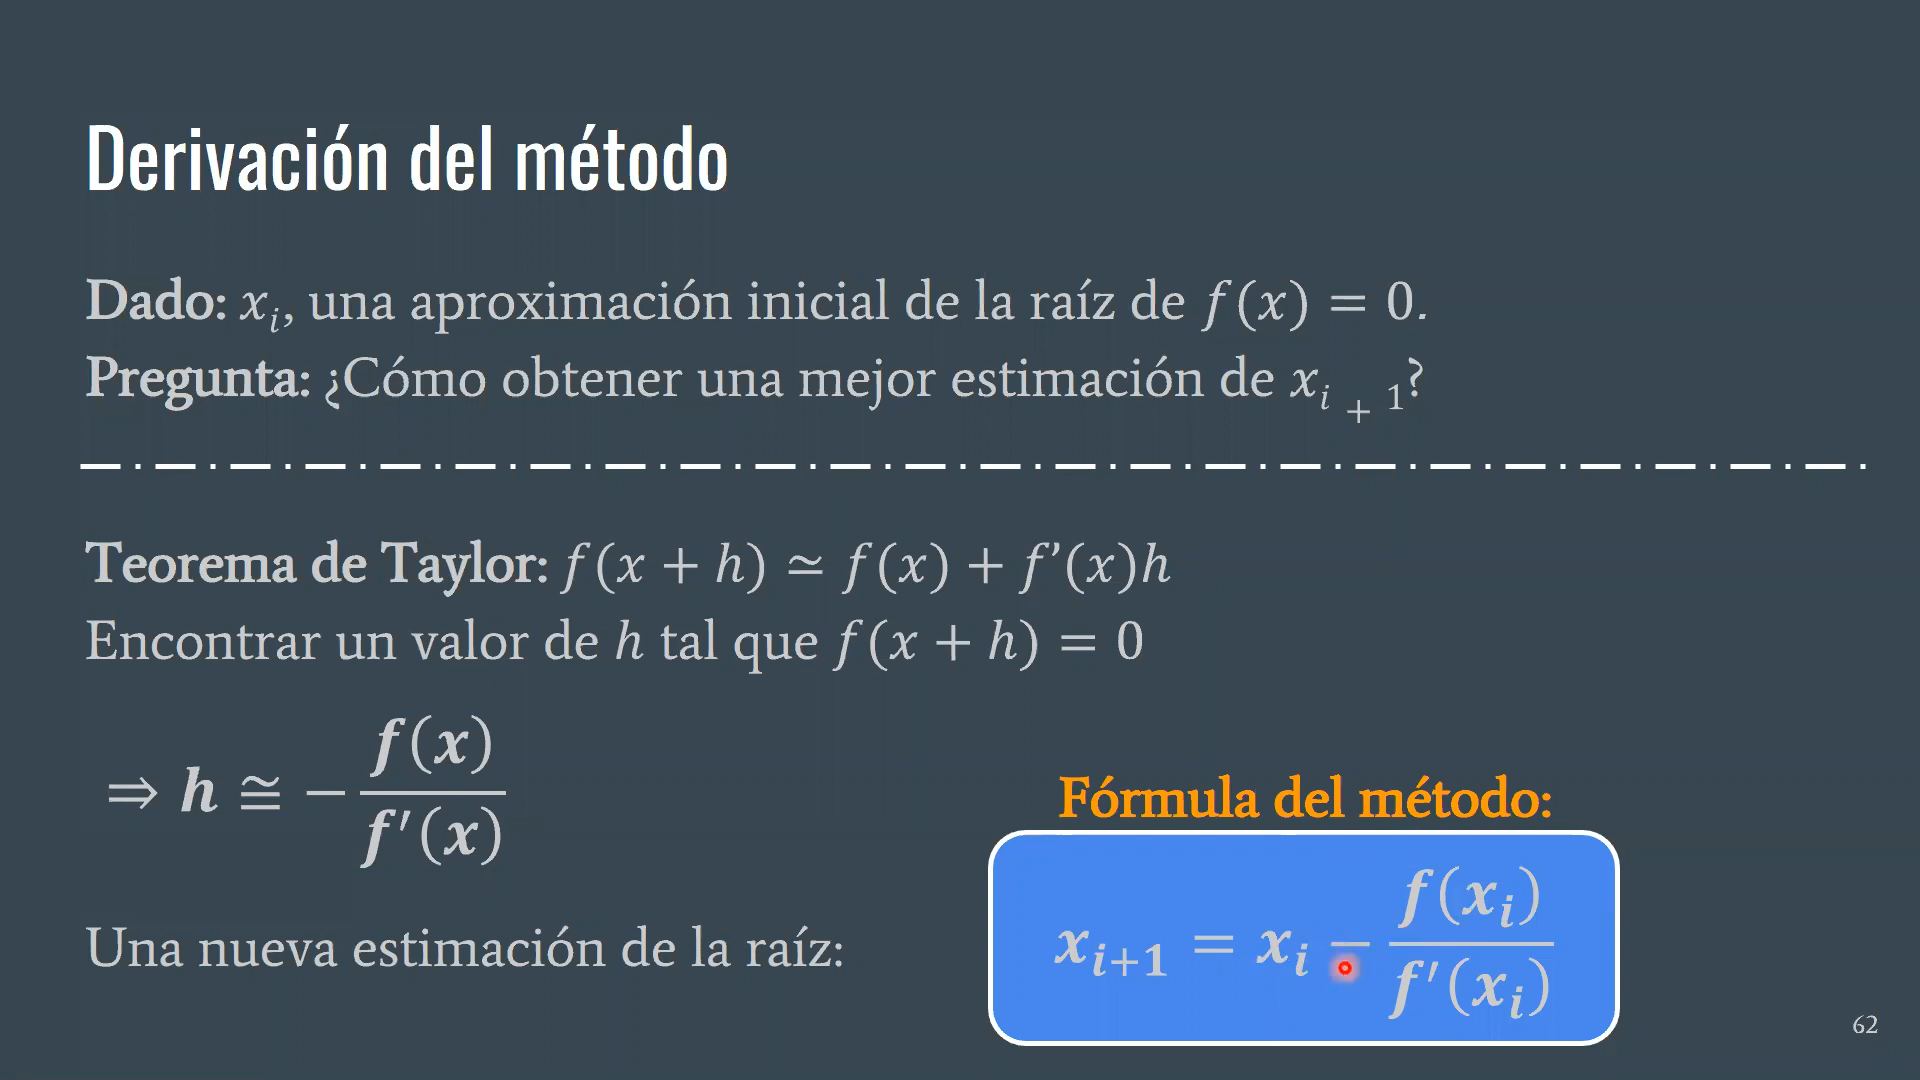 Derivación del método
Dado: xᵢ, una aproximación inicial de la raíz de f(x) = 0.
Pregunta: ¿Cómo obtener una mejor estimación de xᵢ ₊ ₁?
Teorema de Taylor: f(x + h) ≃ f(x) + f’(x)h
Encontrar un valor de h tal que f(x + h) = 0
⇒ h ≅ − f(x) / f′(x)
Fórmula del método:
Una nueva estimación de la raíz:
xᵢ₊₁ = xᵢ − f(xᵢ) / f′(xᵢ)
62